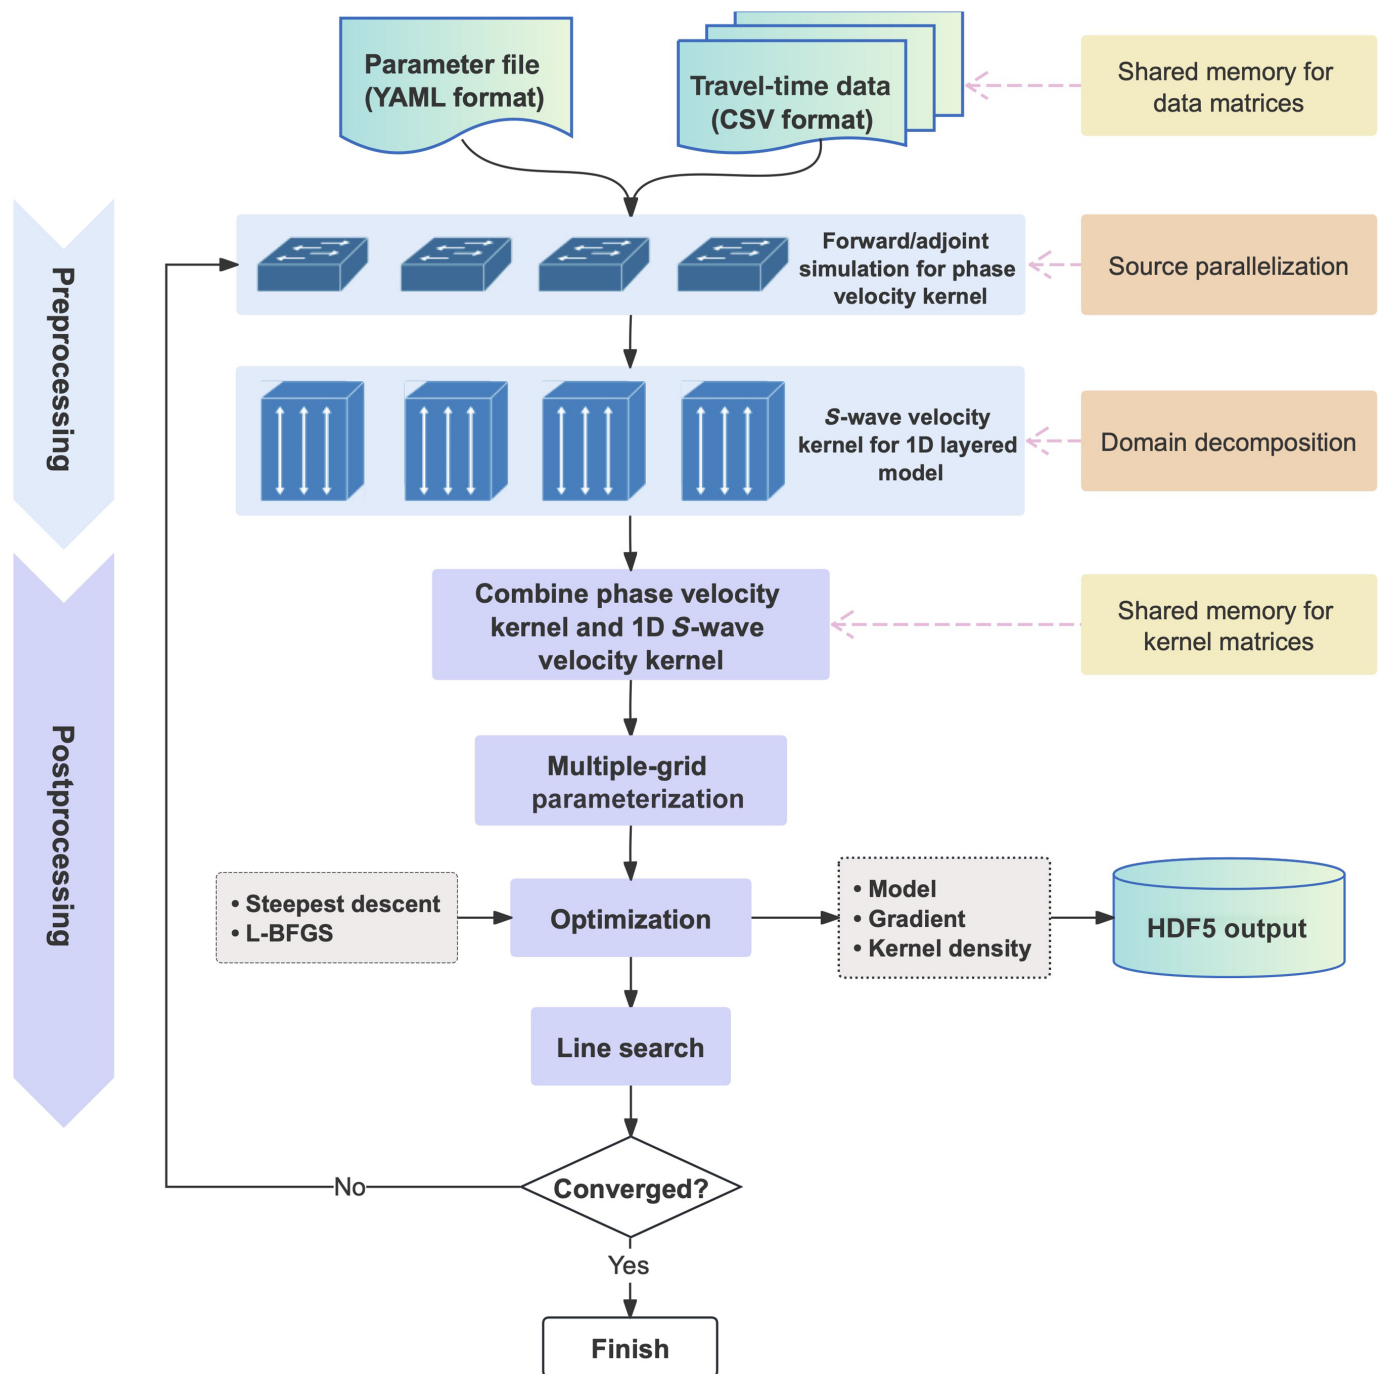 Parameter file
(YAML format)
Travel-time data
(CSV format)
Shared memory for
data matrices
Preprocessing
Forward/adjoint
simulation for phase
velocity kernel
Source parallelization
S-wave velocity
kernel for 1D layered
model
Domain decomposition
Postprocessing
Combine phase velocity
kernel and 1D S-wave
velocity kernel
Shared memory for
kernel matrices
Multiple-grid
parameterization
• Steepest descent
• L-BFGS
Optimization
• Model
• Gradient
• Kernel density
HDF5 output
Line search
Converged?
No
Yes
Finish